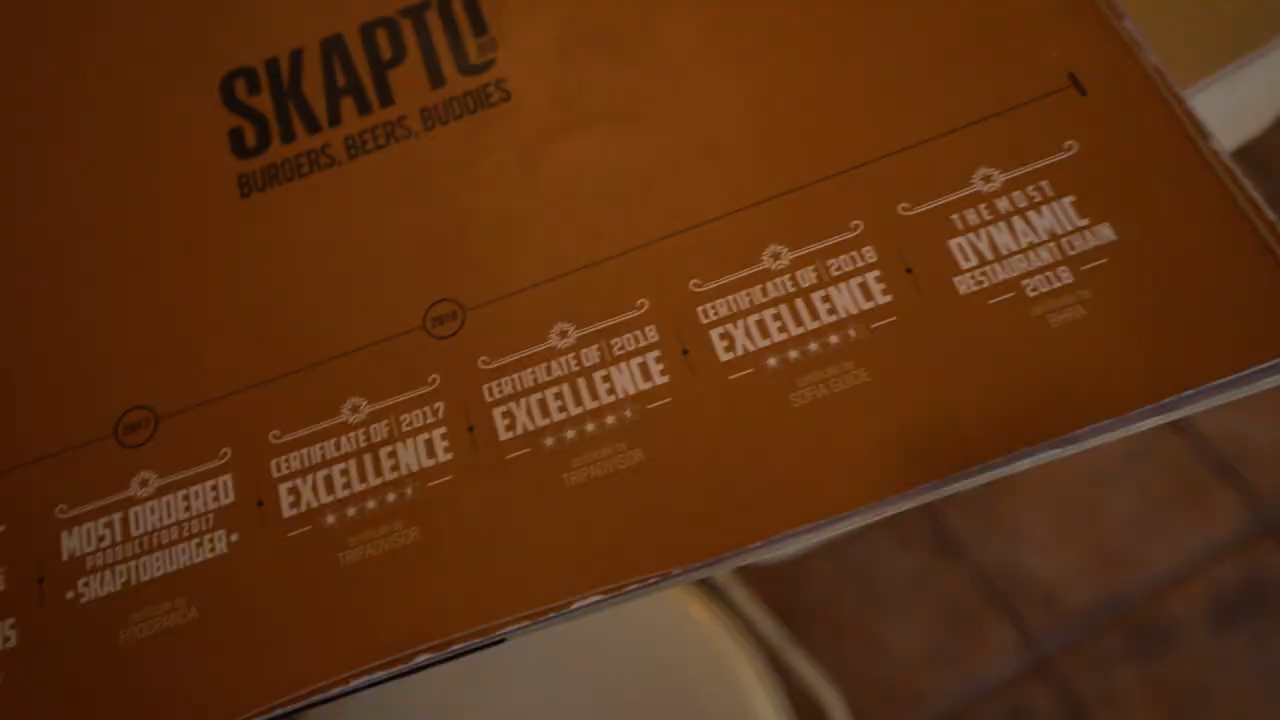 SKAPTO!
BURGERS, BEERS, BUDDIES
2017
2018
MOST ORDERED
PRODUCT FOR 2017
SKAPTOBURGER
FOODPANDA
CERTIFICATE OF 2017
EXCELLENCE
TRIPADVISOR
CERTIFICATE OF 2018
EXCELLENCE
TRIPADVISOR
CERTIFICATE OF 2018
EXCELLENCE
SOFIA GUIDE
THE MOST
DYNAMIC
RESTAURANT CHAIN
2018